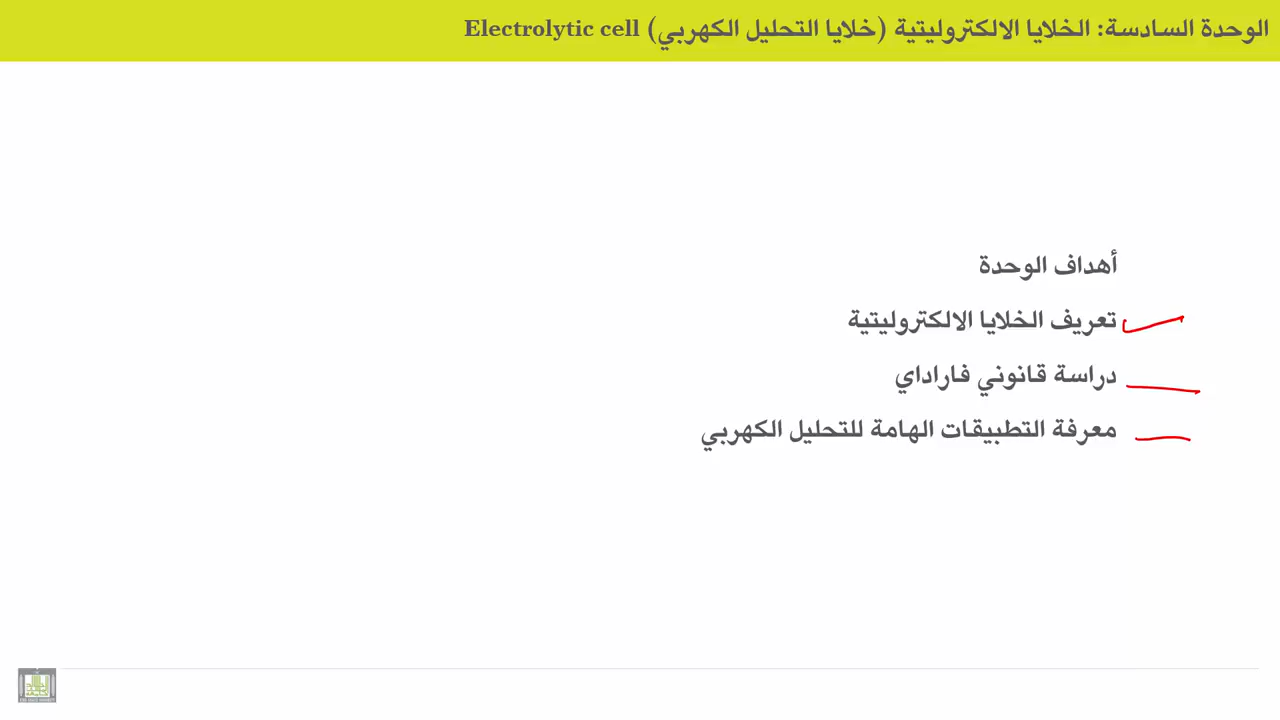 الوحدة السادسة: الخلايا الالكتروليتية (خلايا التحليل الكهربي) Electrolytic cell
أهداف الوحدة
تعريف الخلايا الالكتروليتية
دراسة قانوني فاراداي
معرفة التطبيقات الهامة للتحليل الكهربي